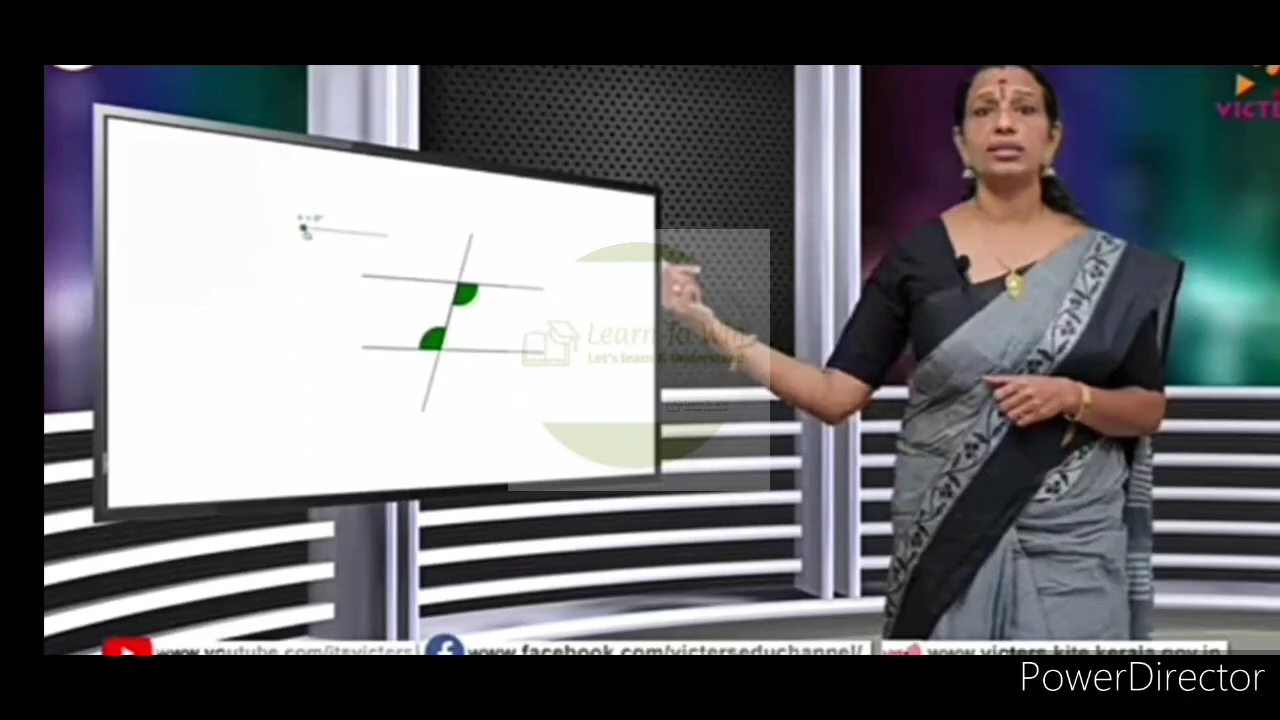 VICTE
Learn-To-Win
Let's learn & Understand
www.youtube.com/itsvicters
www.facebook.com/victerseduchannel/
www.victers.kite.kerala.gov.in
PowerDirector